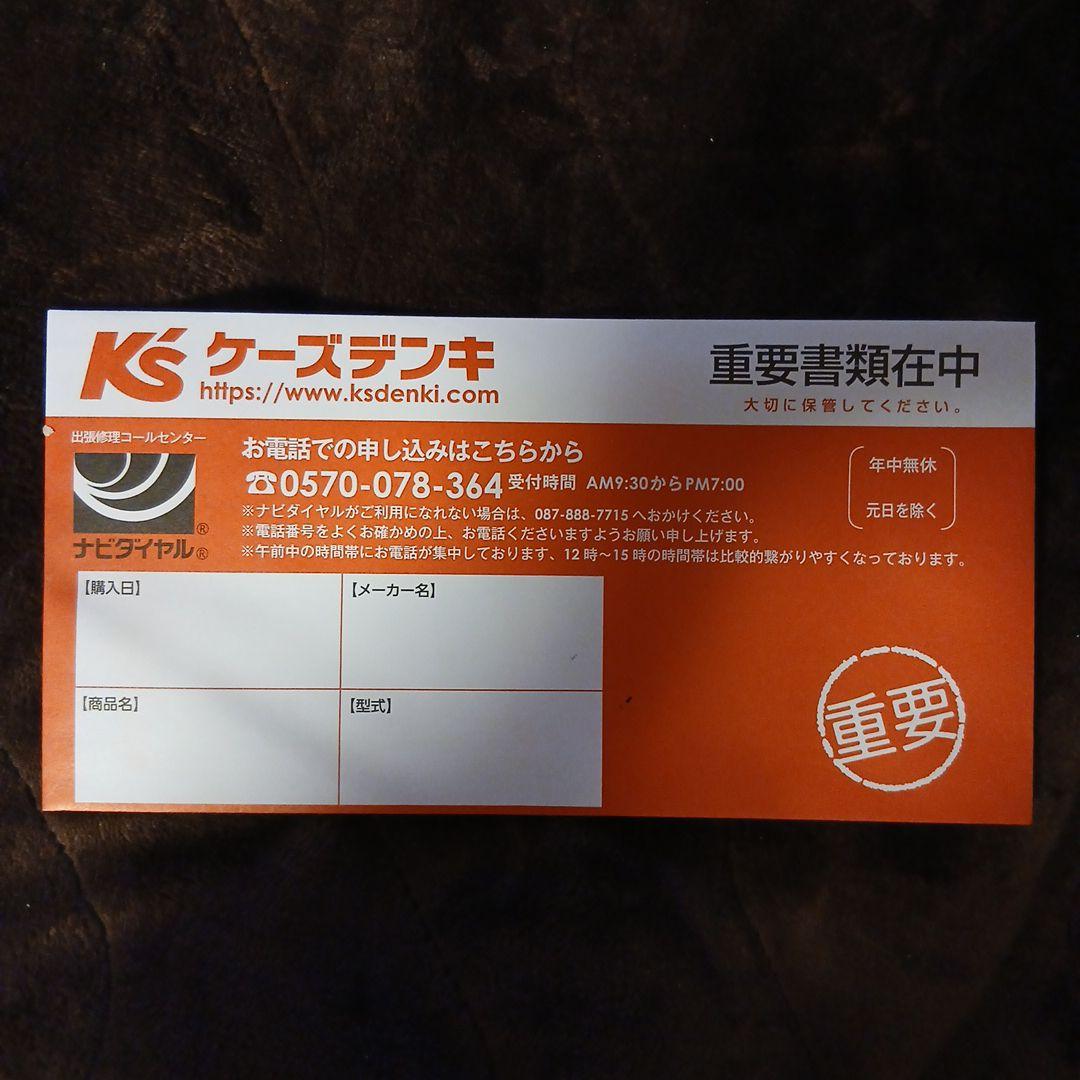 K's ケーズデンキ
https://www.ksdenki.com
重要書類在中
大切に保管してください。
出張修理コールセンター
ナビダイヤル®
®
お電話での申し込みはこちらから
☎0570-078-364 受付時間 AM9:30からPM7:00
※ナビダイヤルがご利用になれない場合は、087-888-7715 へおかけください。
※電話番号をよくお確かめの上、お電話くださいますようお願い申し上げます。
※午前中の時間帯にお電話が集中しております、12時～15時の時間帯は比較的繋がりやすくなっております。
年中無休
元日を除く
【購入日】
【メーカー名】
【商品名】
【型式】
重要